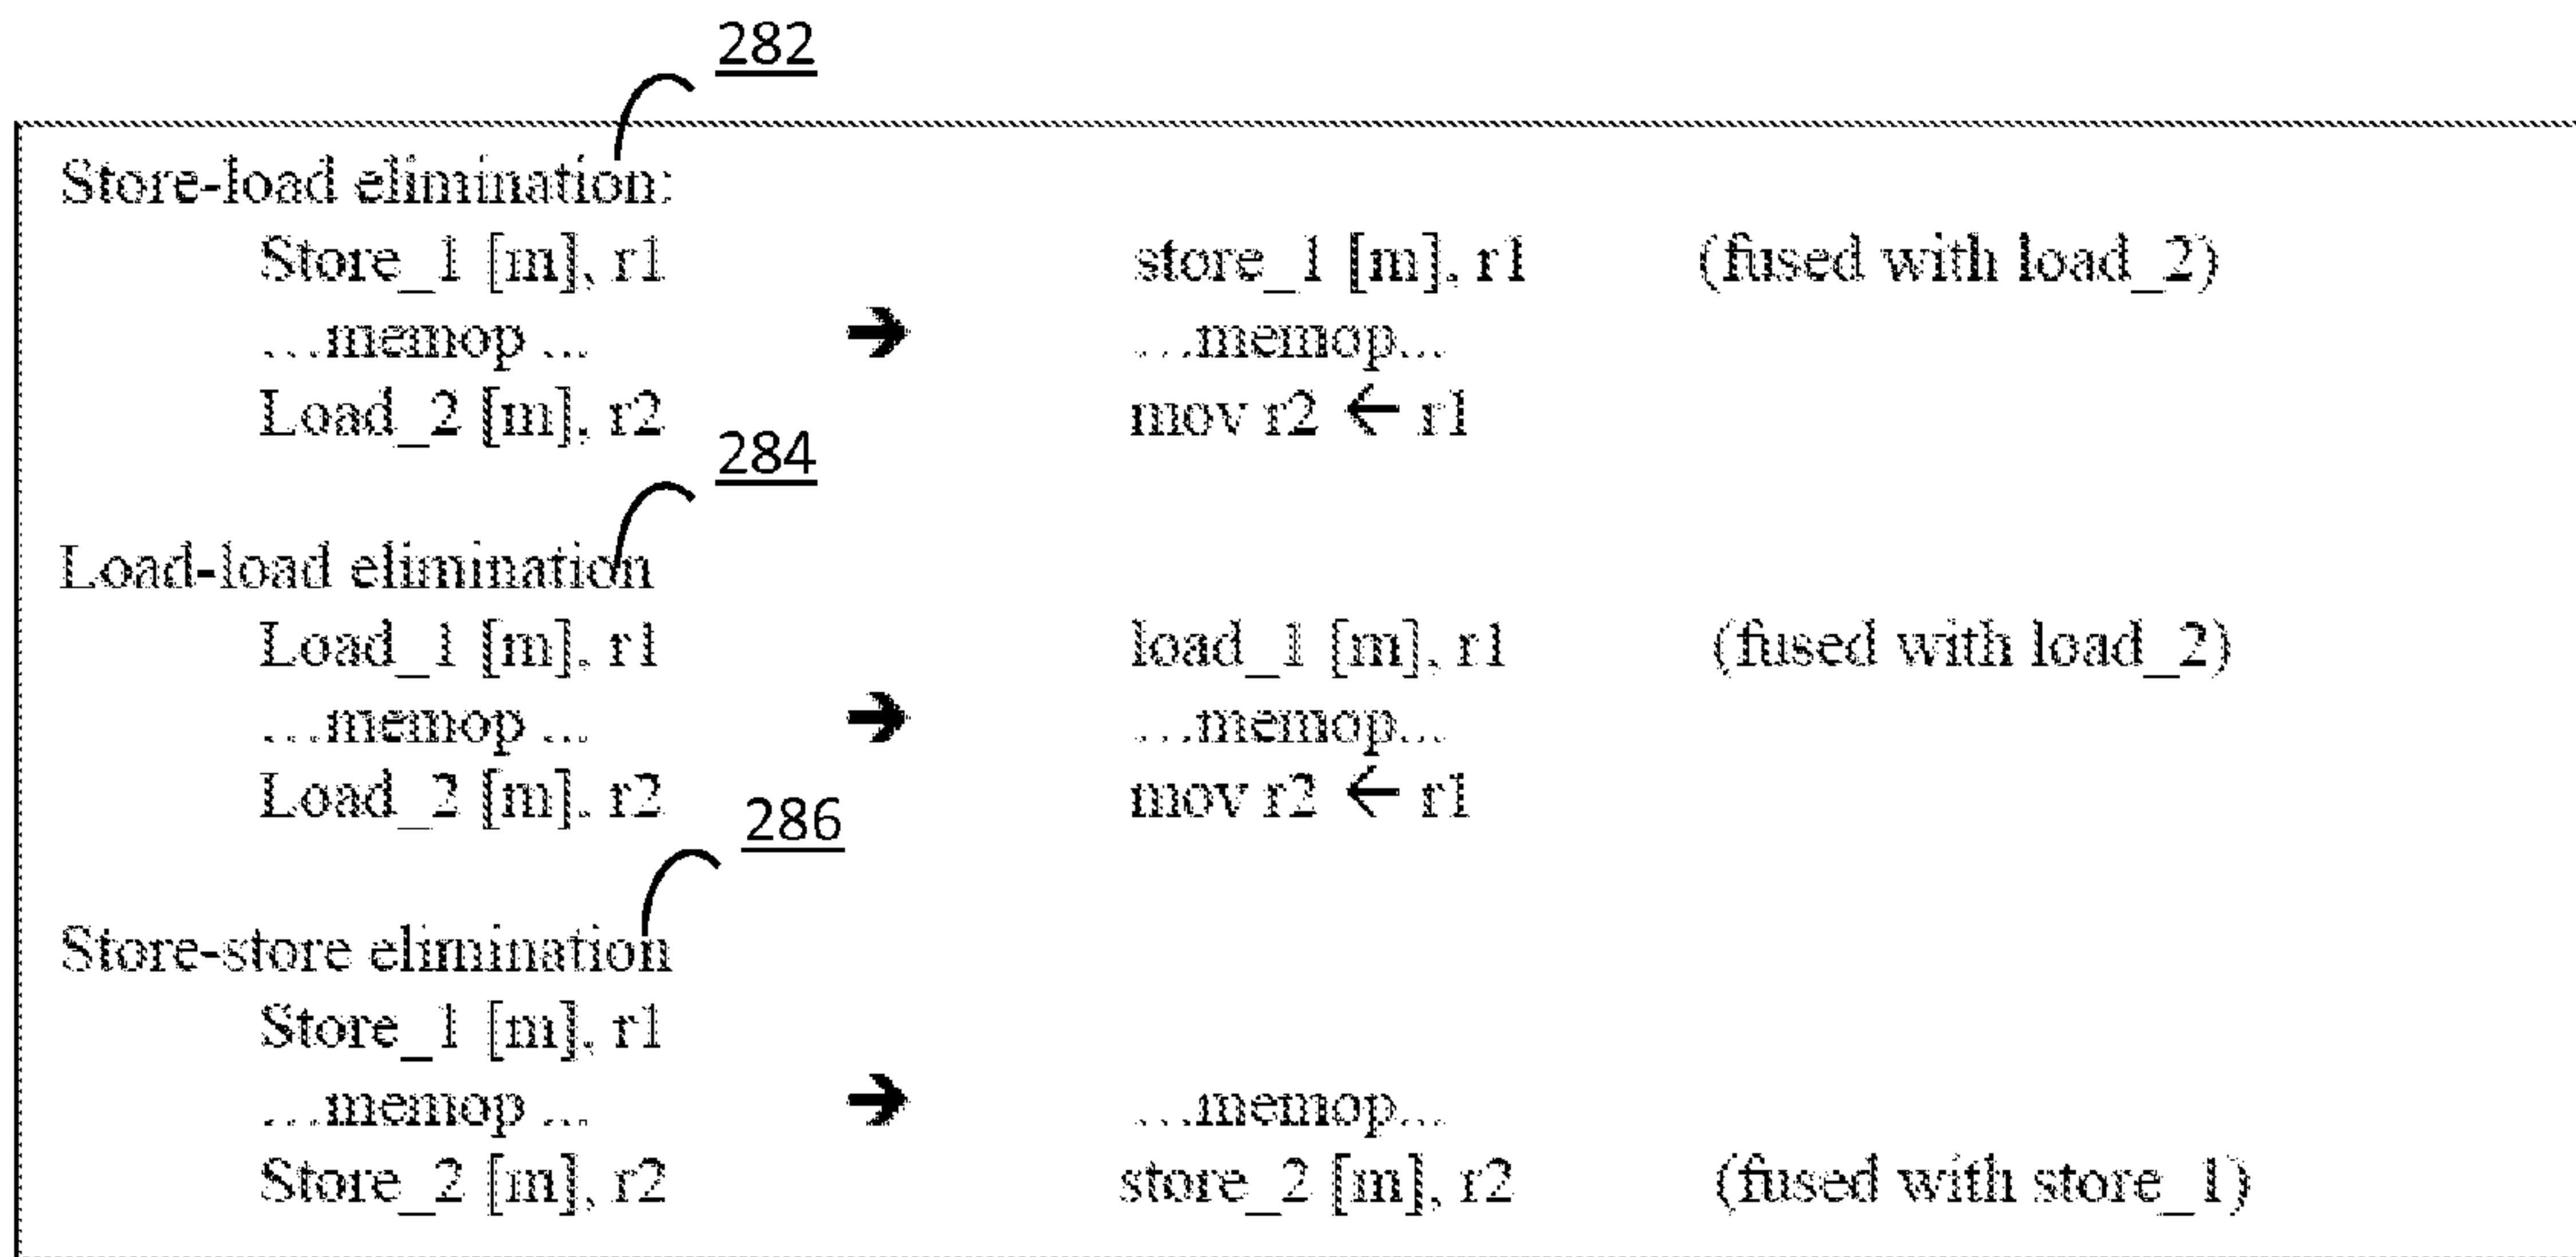 282
Store-load elimination:
Store_1 [m], r1 store_1 [m], r1 (fused with load_2)
...memop ... ➔ ...memop...
Load_2 [m], r2 mov r2 ← r1
284
Load-load elimination
Load_1 [m], r1 load_1 [m], r1 (fused with load_2)
...memop ... ➔ ...memop...
Load_2 [m], r2 mov r2 ← r1
286
Store-store elimination
Store_1 [m], r1
...memop ... ➔ ...memop...
Store_2 [m], r2 store_2 [m], r2 (fused with store_1)